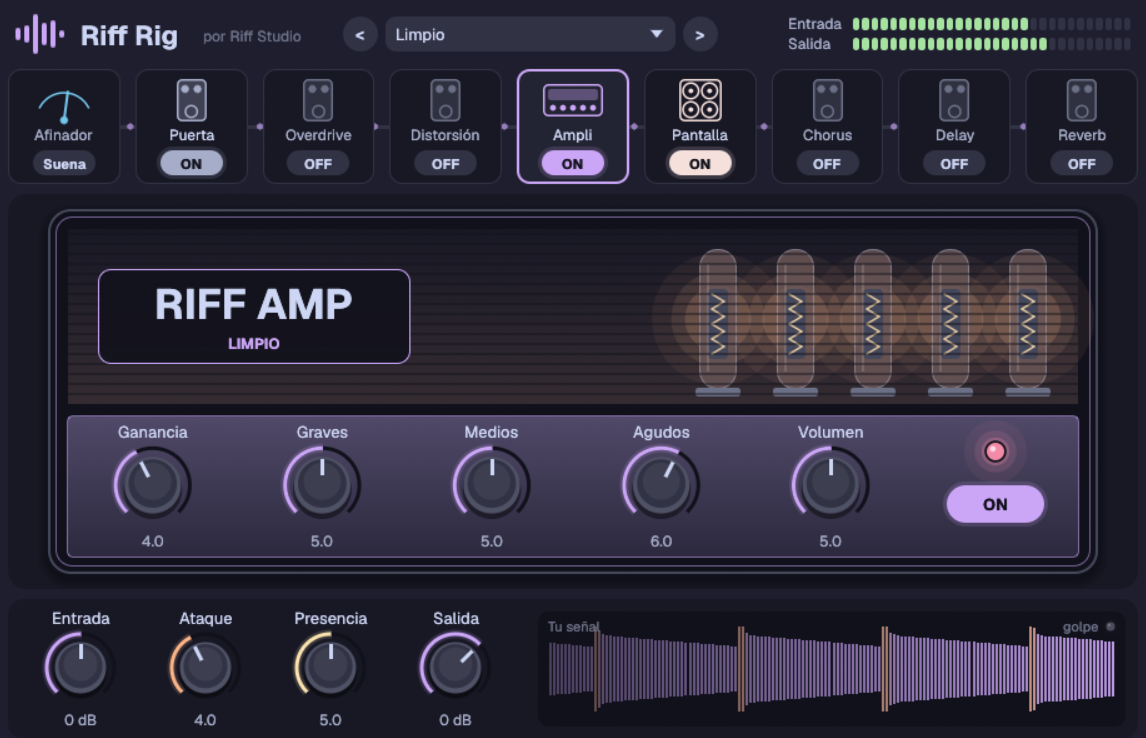 Riff Rig
por Riff Studio
<
Limpio
>
Entrada
Salida
Afinador
Suena
Puerta
ON
Overdrive
OFF
Distorsión
OFF
Ampli
ON
Pantalla
ON
Chorus
OFF
Delay
OFF
Reverb
OFF
RIFF AMP
LIMPIO
Ganancia
Graves
Medios
Agudos
Volumen
4.0
5.0
5.0
6.0
5.0
ON
Entrada
Ataque
Presencia
Salida
0 dB
4.0
5.0
0 dB
Tu señal
golpe